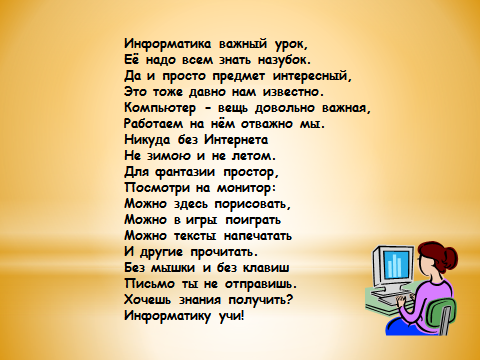 Информатика важный урок,
Её надо всем знать назубок.
Да и просто предмет интересный,
Это тоже давно нам известно.
Компьютер - вещь довольно важная,
Работаем на нём отважно мы.
Никуда без Интернета
Не зимою и не летом.
Для фантазии простор,
Посмотри на монитор:
Можно здесь порисовать,
Можно в игры поиграть
Можно тексты напечатать
И другие прочитать.
Без мышки и без клавиш
Письмо ты не отправишь.
Хочешь знания получить?
Информатику учи!